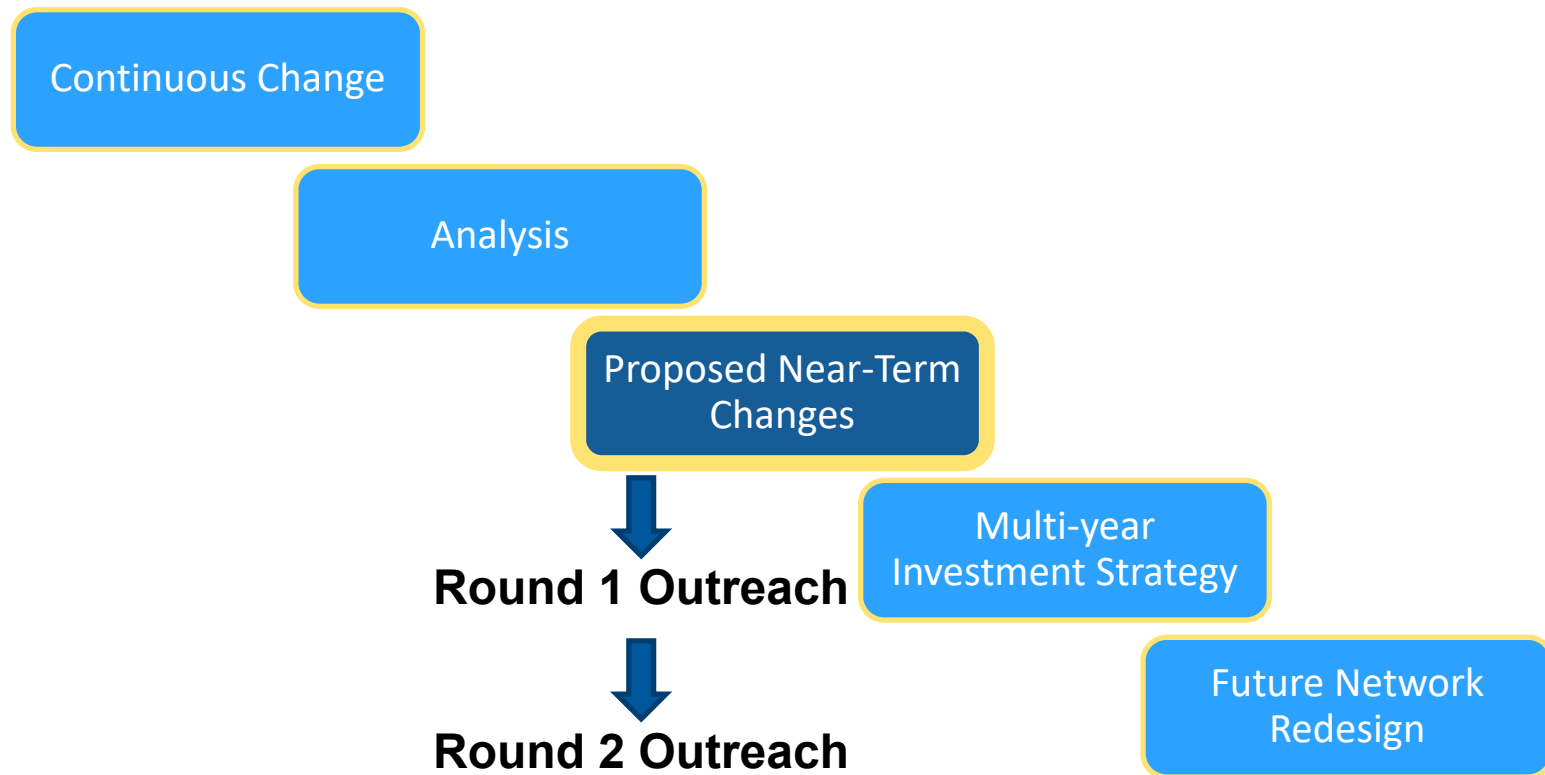 Continuous Change
Analysis
Proposed Near-Term
Changes
Round 1 Outreach
Multi-year
Investment Strategy
Round 2 Outreach
Future Network
Redesign